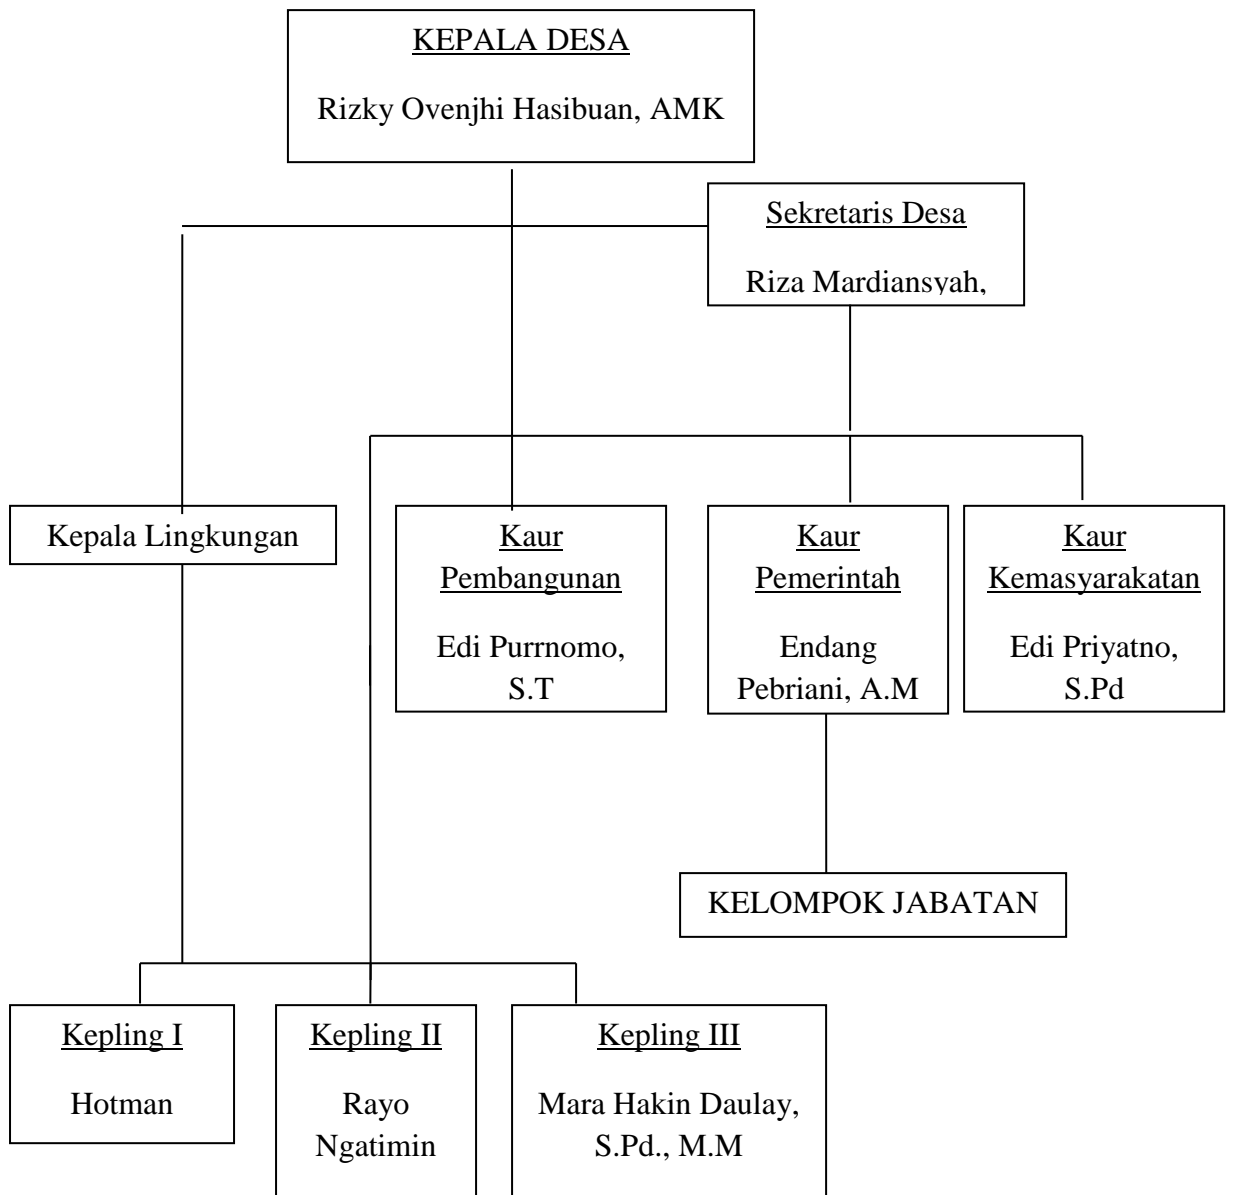 KEPALA DESA
Rizky Ovenjhi Hasibuan, AMK
Sekretaris Desa
Riza Mardiansyah,
Kepala Lingkungan
Kaur
Pembangunan
Edi Purrnomo,
S.T
Kaur
Pemerintah
Endang
Pebriani, A.M
Kaur
Kemasyarakatan
Edi Priyatno,
S.Pd
KELOMPOK JABATAN
Kepling I
Hotman
Kepling II
Rayo
Ngatimin
Kepling III
Mara Hakin Daulay,
S.Pd., M.M